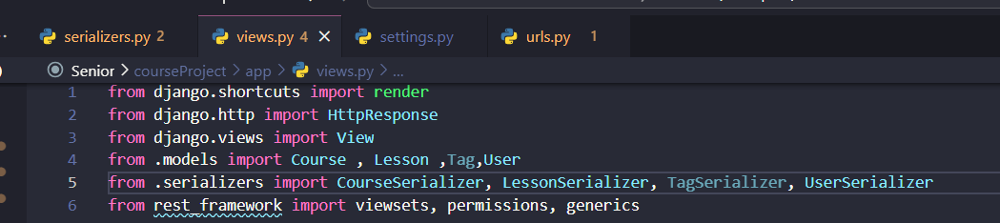 serializers.py 2 views.py 4 settings.py urls.py 1
Senior > courseProject > app > views.py > ...
1 from django.shortcuts import render
2 from django.http import HttpResponse
3 from django.views import View
4 from .models import Course , Lesson ,Tag,User
5 from .serializers import CourseSerializer, LessonSerializer, TagSerializer, UserSerializer
6 from rest_framework import viewsets, permissions, generics